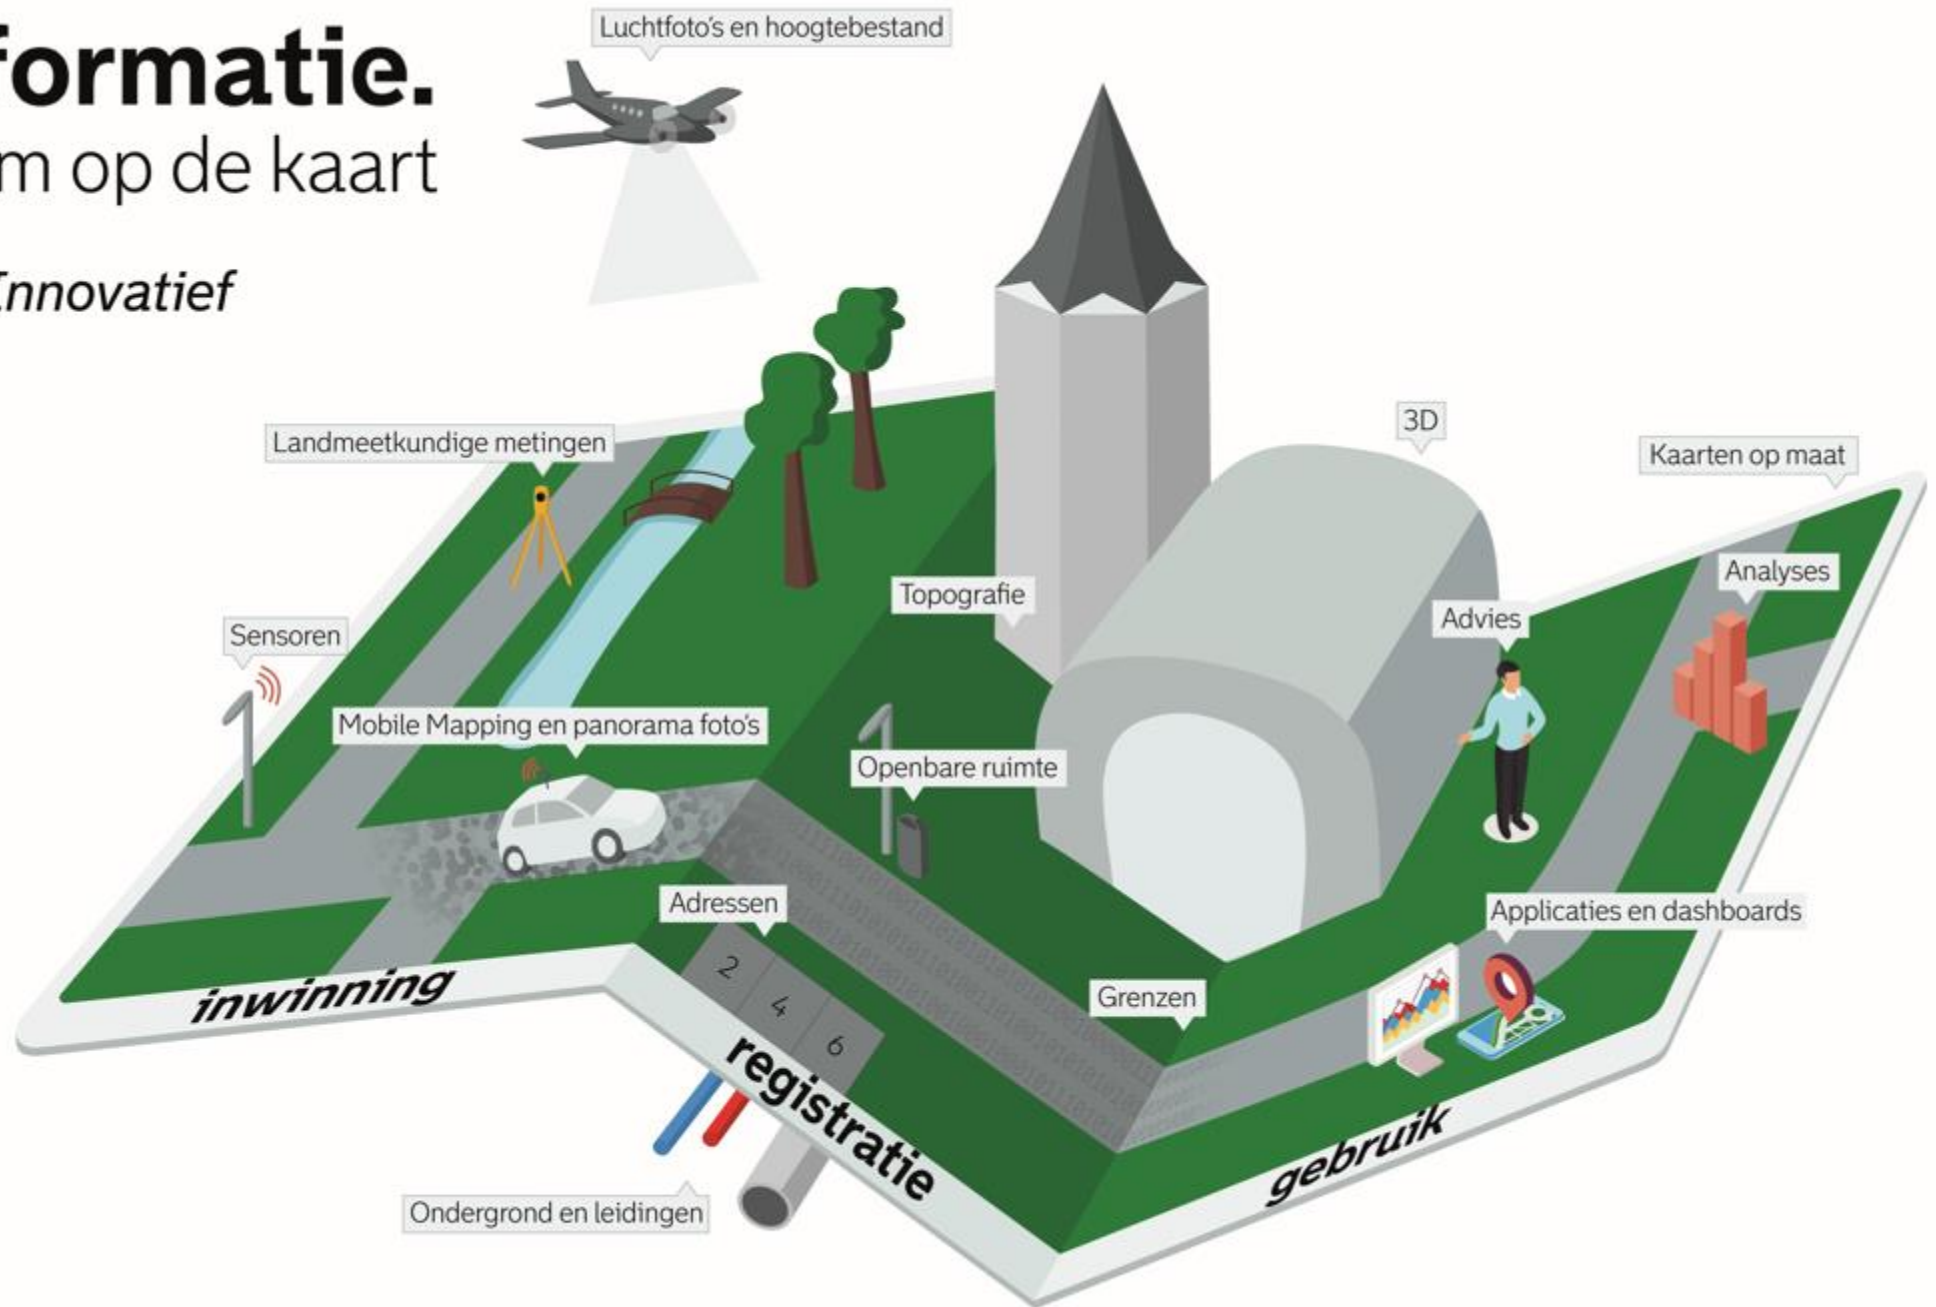 formatie.
m op de kaart
Innovatief
Luchtfoto's en hoogtebestand
Landmeetkundige metingen
3D
Kaarten op maat
Analyses
Topografie
Advies
Sensoren
Mobile Mapping en panorama foto's
Openbare ruimte
Adressen
Applicaties en dashboards
2
4
6
Grenzen
inwinning
registratie
gebruik
Ondergrond en leidingen